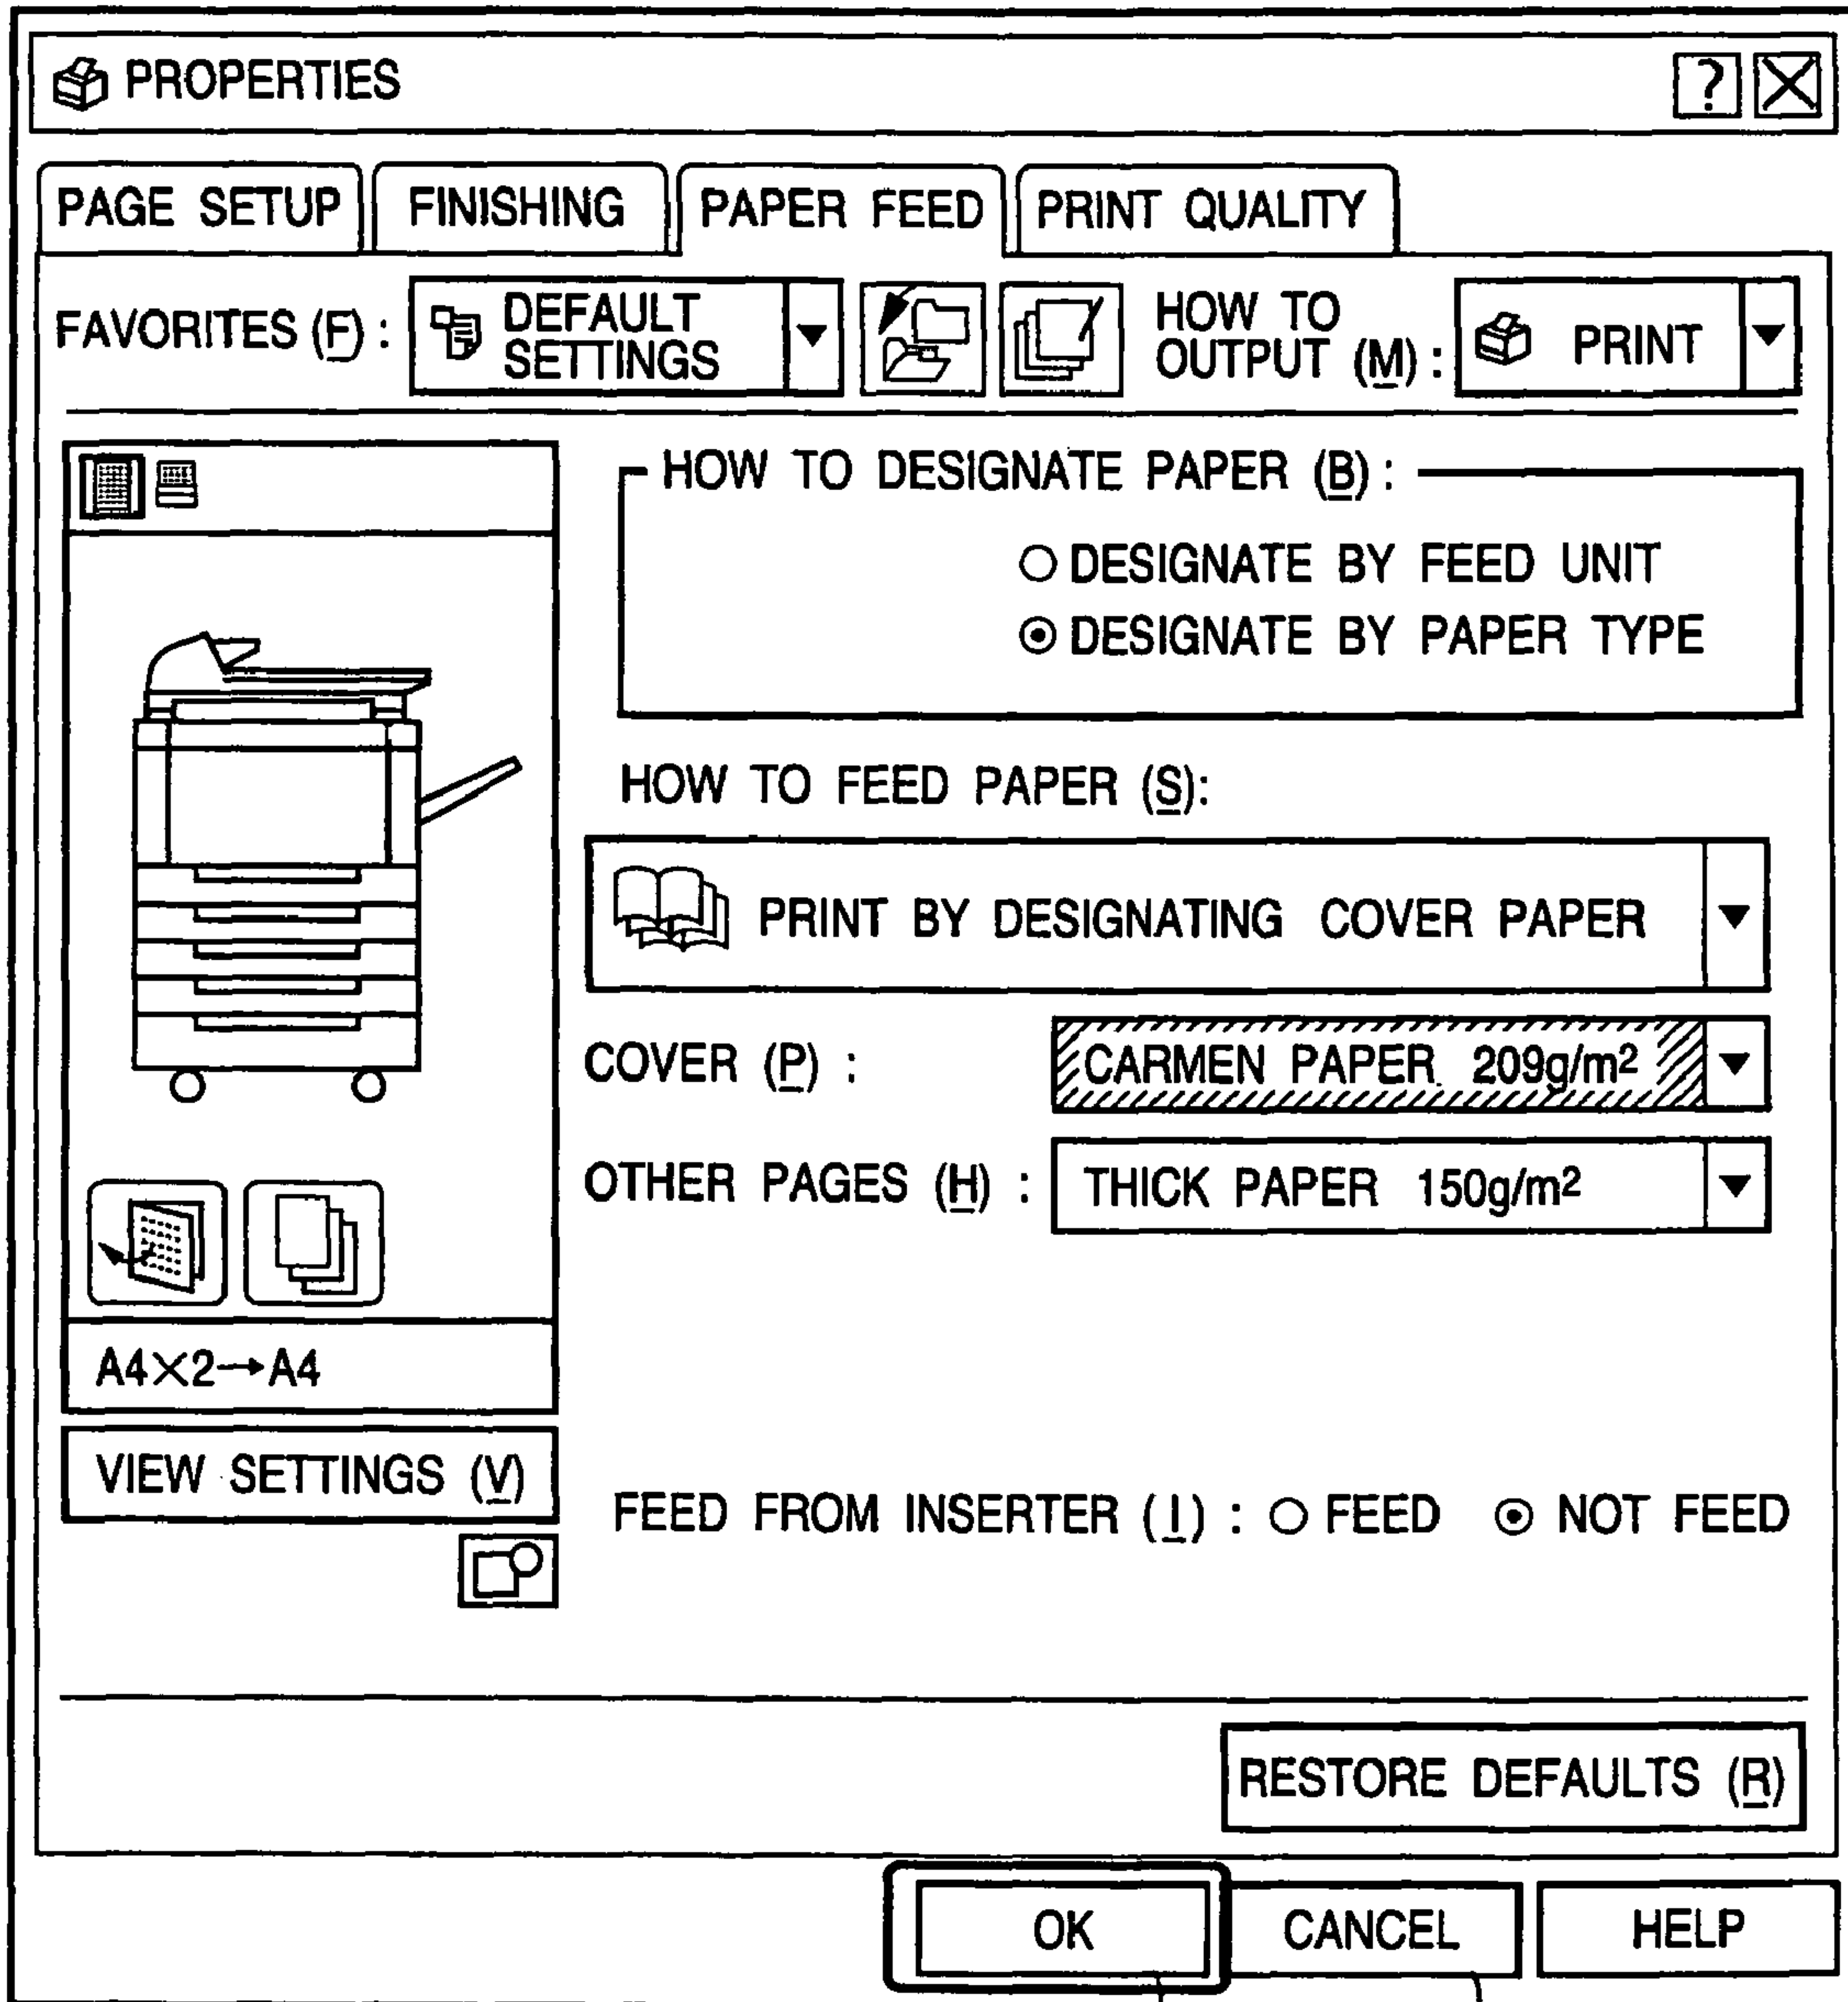 PROPERTIES
?
PAGE SETUP FINISHING PAPER FEED PRINT QUALITY
FAVORITES (F) : DEFAULT SETTINGS HOW TO OUTPUT (M) : PRINT
HOW TO DESIGNATE PAPER (B) :
DESIGNATE BY FEED UNIT
DESIGNATE BY PAPER TYPE
HOW TO FEED PAPER (S):
PRINT BY DESIGNATING COVER PAPER
COVER (P) : CARMEN PAPER 209g/m²
OTHER PAGES (H) : THICK PAPER 150g/m²
A4×2→A4
VIEW SETTINGS (V)
FEED FROM INSERTER (I) : FEED NOT FEED
RESTORE DEFAULTS (R)
OK CANCEL HELP